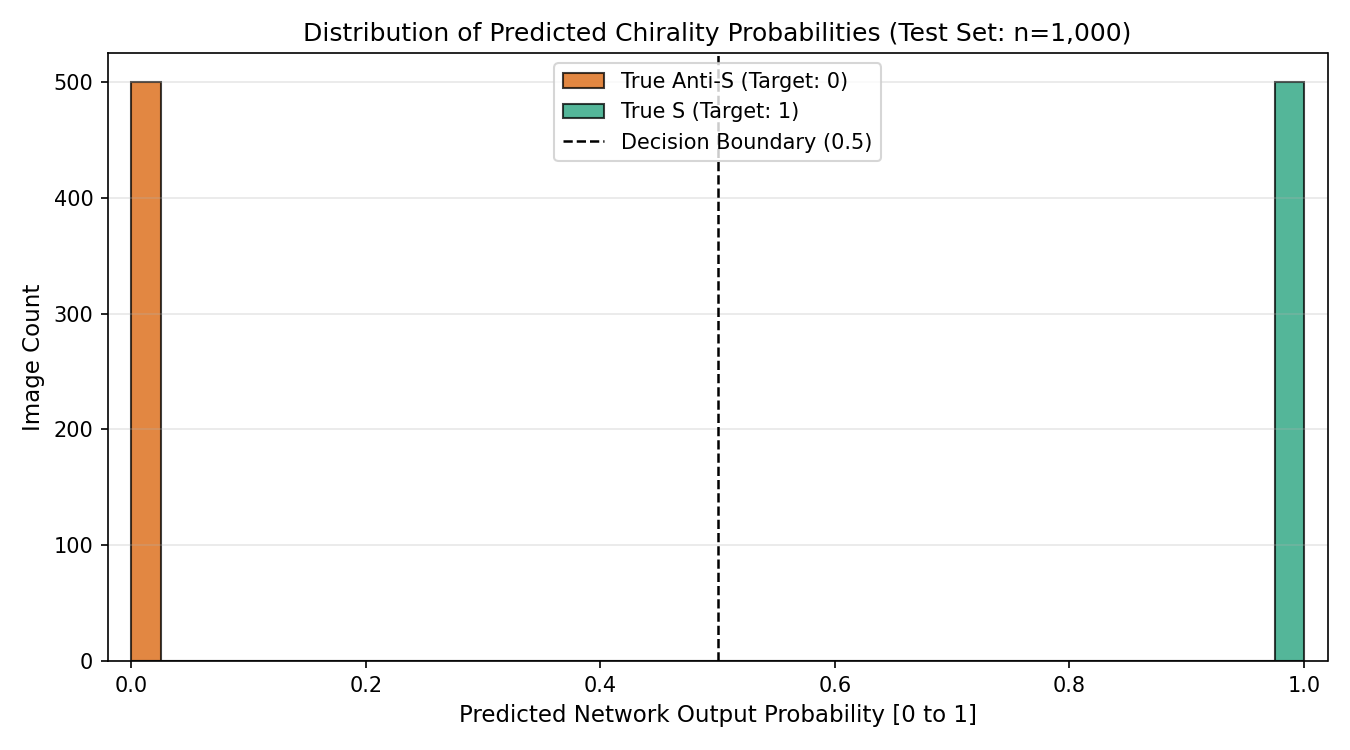 Distribution of Predicted Chirality Probabilities (Test Set: n=1,000)
True Anti-S (Target: 0)
True S (Target: 1)
Decision Boundary (0.5)
Image Count
500
400
300
200
100
0
0.0 0.2 0.4 0.6 0.8 1.0
Predicted Network Output Probability [0 to 1]